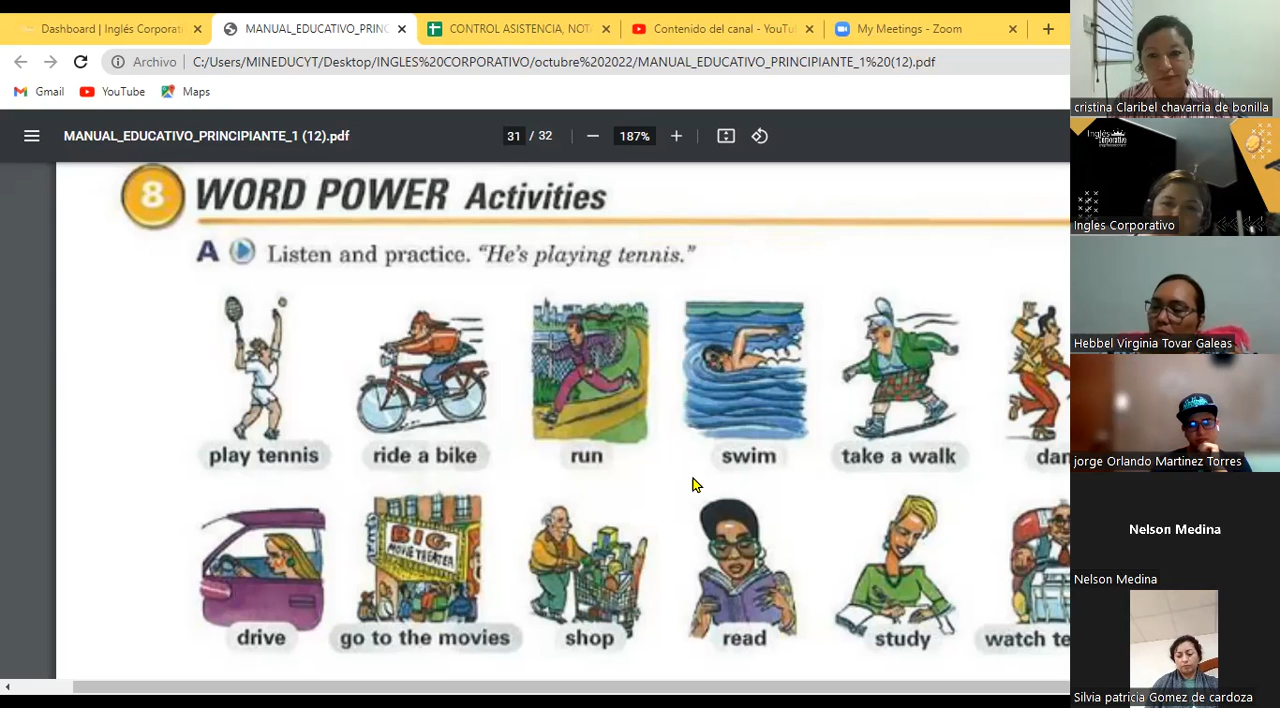 Dashboard | Inglés Corporati
MANUAL_EDUCATIVO_PRINC
CONTROL ASISTENCIA, NOT
Contenido del canal - YouTu
My Meetings - Zoom
Archivo
C:/Users/MINEDUCYT/Desktop/INGLES%20CORPORATIVO/octubre%202022/MANUAL_EDUCATIVO_PRINCIPIANTE_1%20(12).pdf
Gmail
YouTube
Maps
MANUAL_EDUCATIVO_PRINCIPIANTE_1 (12).pdf
31 / 32
187%
8 WORD POWER Activities
A Listen and practice. “He's playing tennis.”
play tennis
ride a bike
run
swim
take a walk
dan
BIG
MOVIE THEATER
drive
go to the movies
shop
read
study
watch te
cristina Claribel chavarria de bonilla
Inglés
Corporativo
Ingles Corporativo
Hebbel Virginia Tovar Galeas
jorge Orlando Martinez Torres
Nelson Medina
Nelson Medina
Silvia patricia Gomez de cardoza